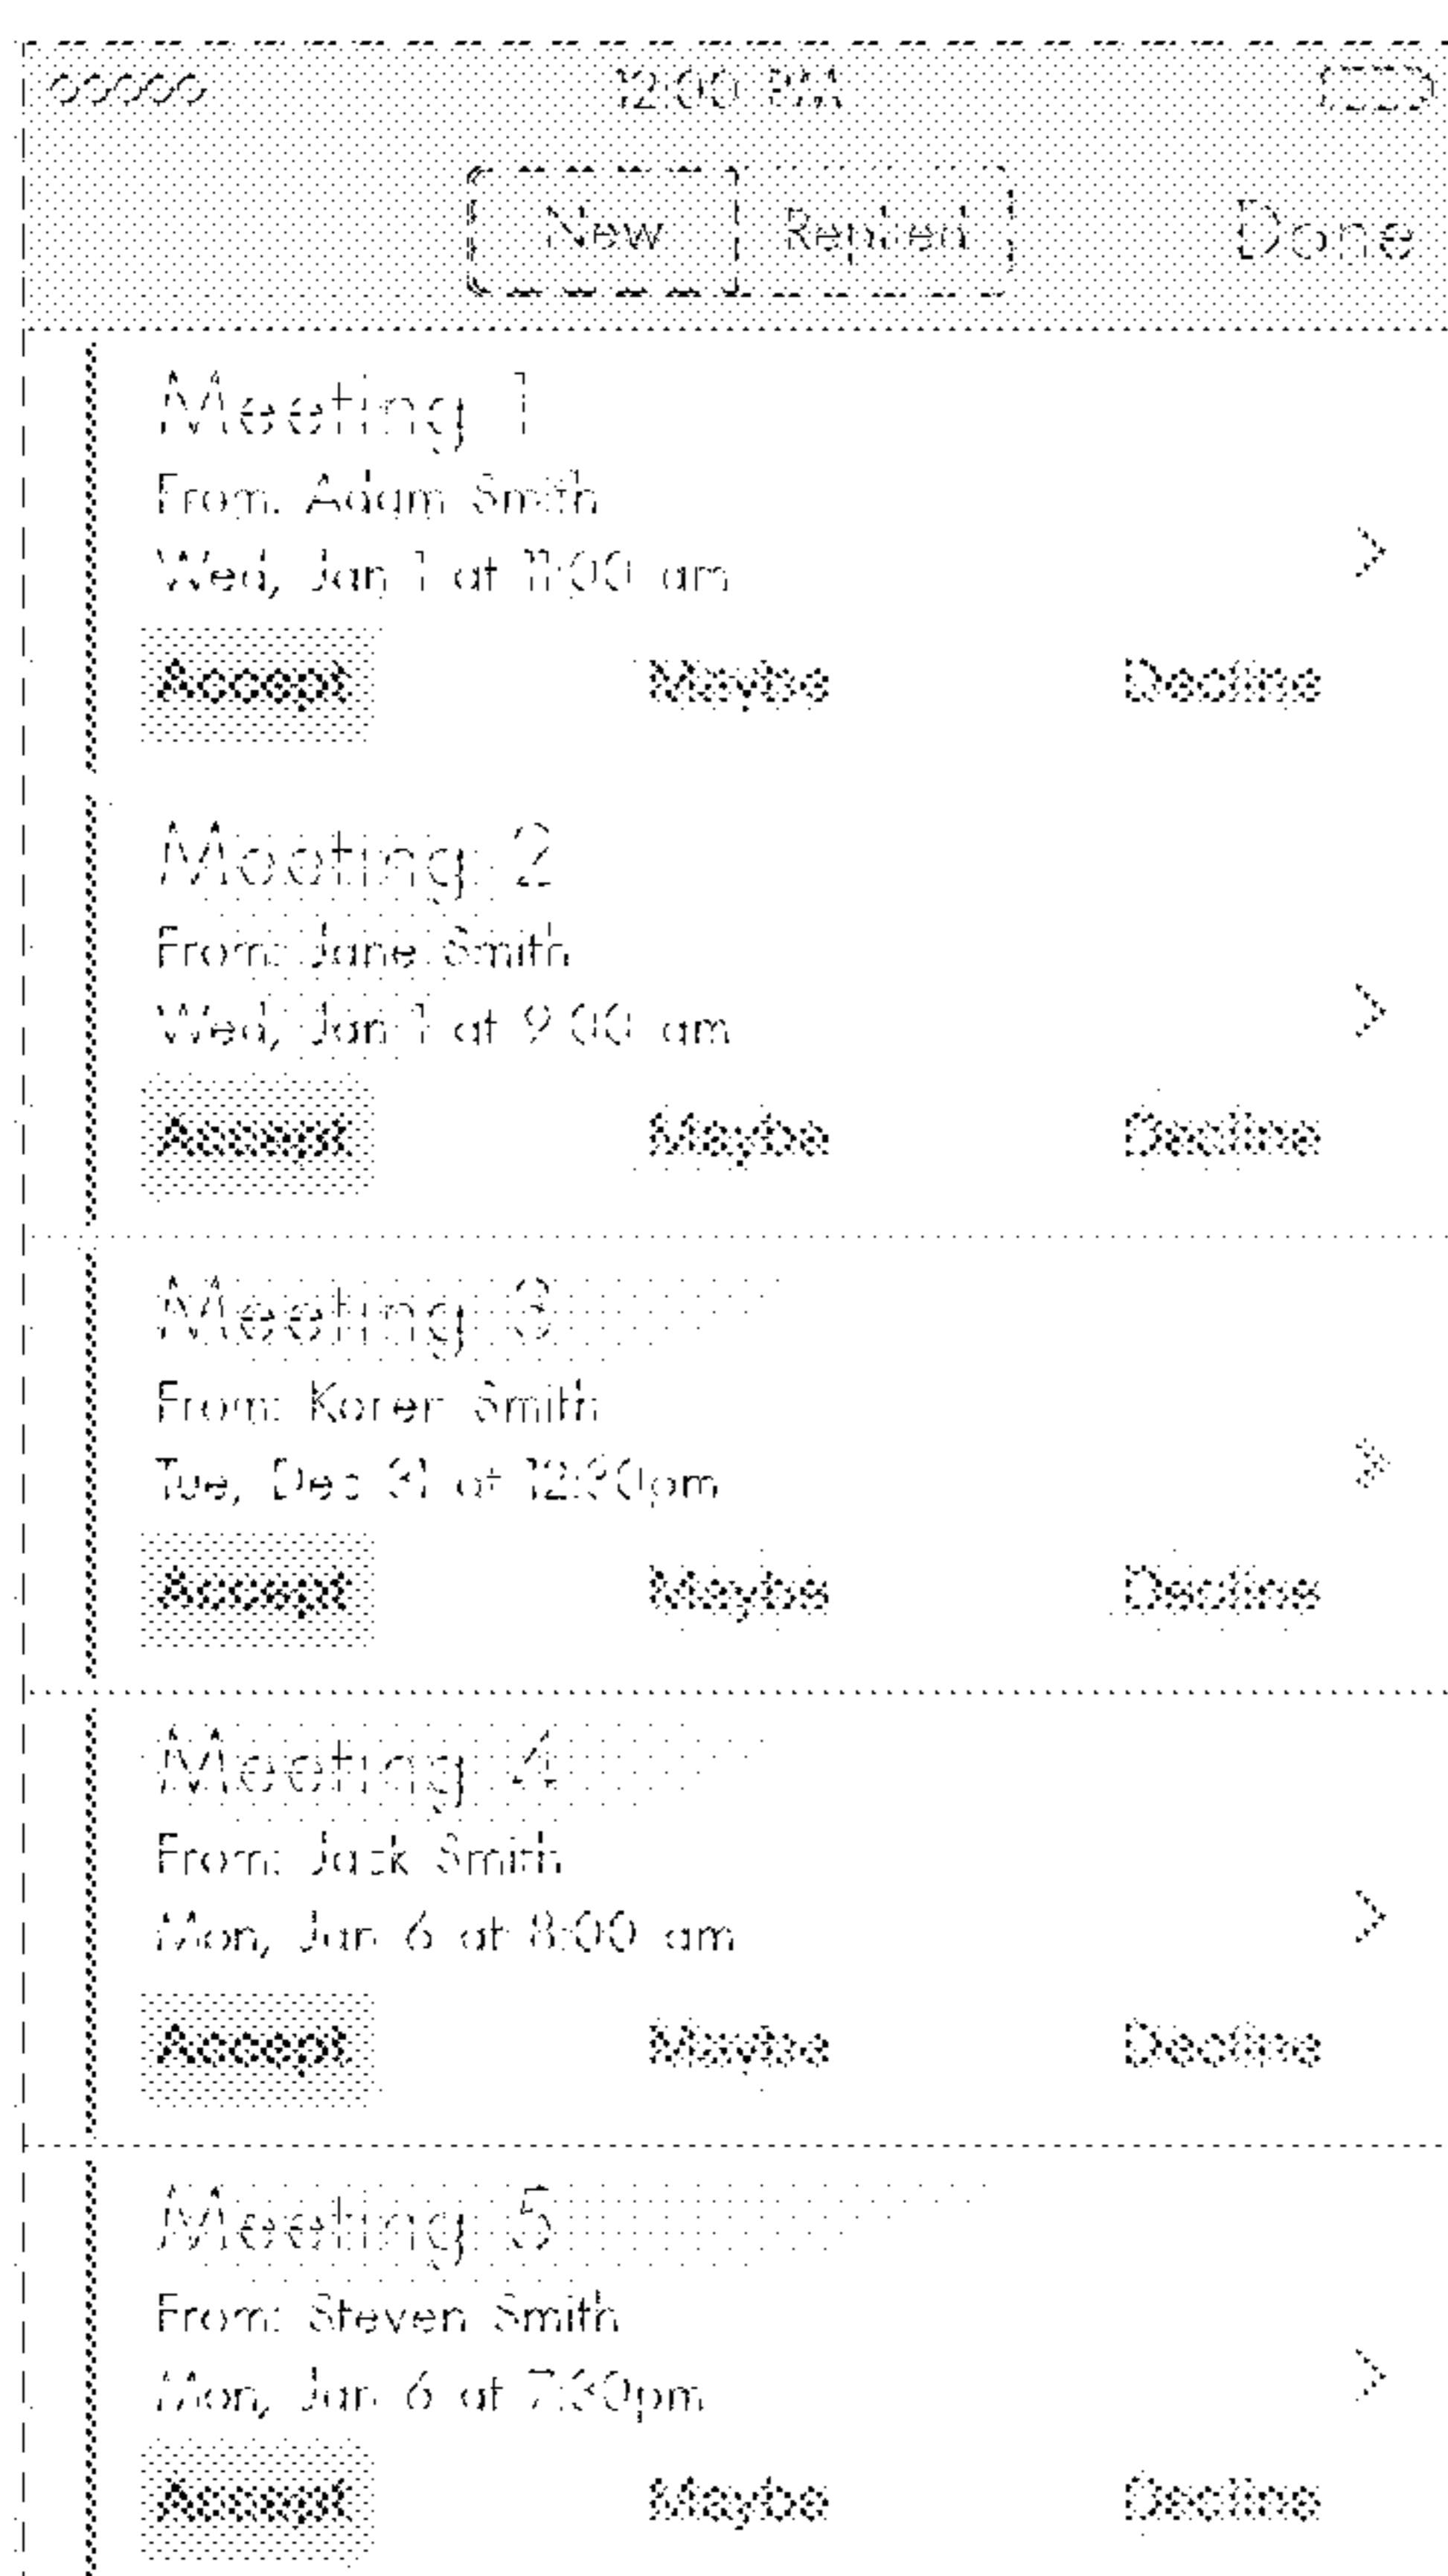 12:00 PM
New Replied Done
Meeting 1
From: Adam Smith
Wed, Jan 1 at 11:00 am
Accept Maybe Decline
Meeting 2
From: Jane Smith
Wed, Jan 1 at 9:00 am
Accept Maybe Decline
Meeting 3
From: Karen Smith
Tue, Dec 31 at 12:30pm
Accept Maybe Decline
Meeting 4
From: Jack Smith
Mon, Jan 6 at 8:00 am
Accept Maybe Decline
Meeting 5
From: Steven Smith
Mon, Jan 6 at 7:30pm
Accept Maybe Decline